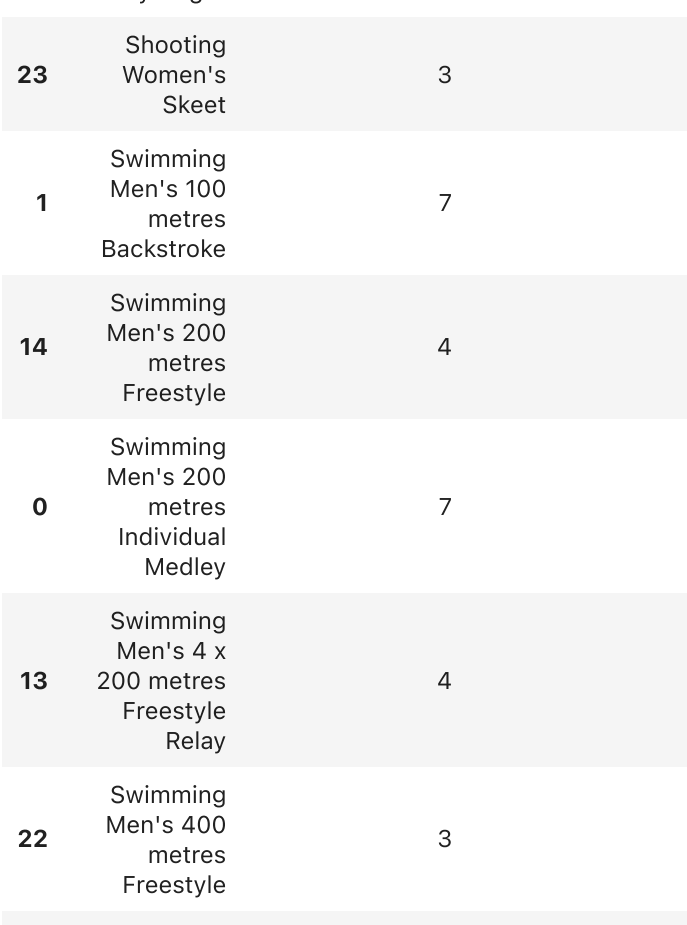 Shooting
23 Women's 3
Skeet
Swimming
Men's 100
1 7
metres
Backstroke
Swimming
Men's 200
14 4
metres
Freestyle
Swimming
Men's 200
0 metres 7
Individual
Medley
Swimming
Men's 4 x
13 200 metres 4
Freestyle
Relay
Swimming
Men's 400
22 3
metres
Freestyle